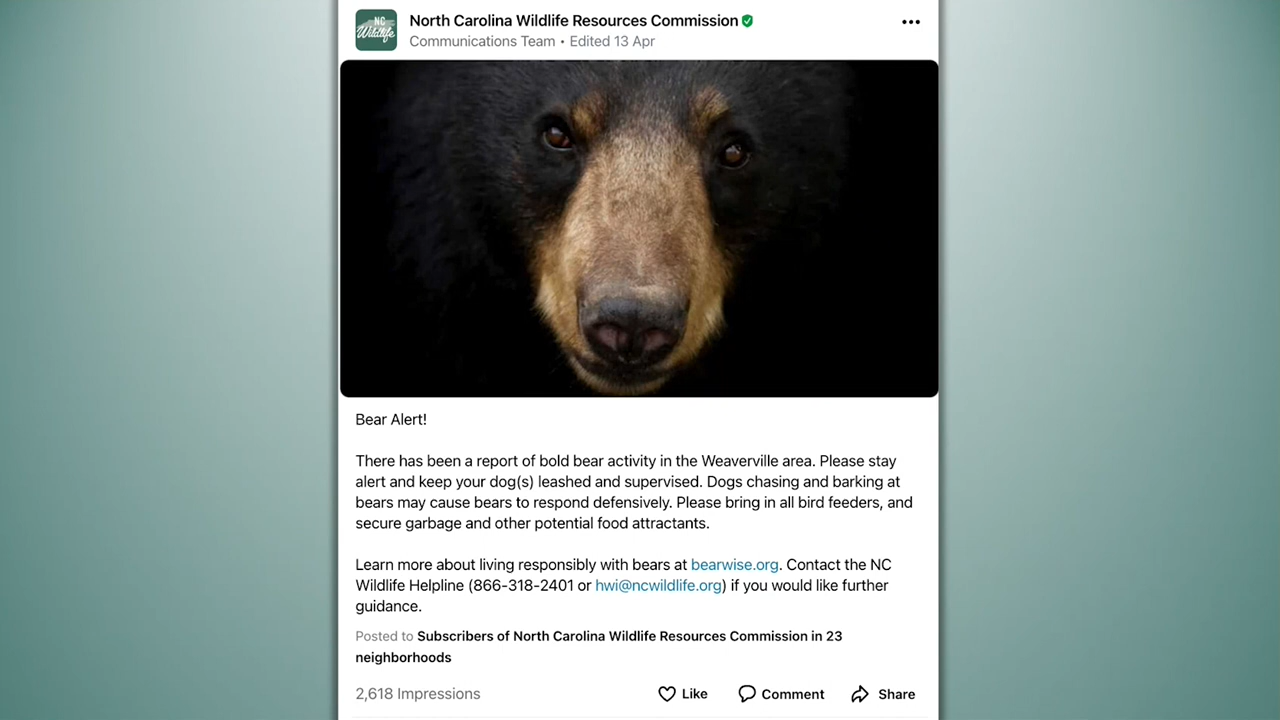 NC
Wildlife
North Carolina Wildlife Resources Commission
Communications Team • Edited 13 Apr
Bear Alert!
There has been a report of bold bear activity in the Weaverville area. Please stay
alert and keep your dog(s) leashed and supervised. Dogs chasing and barking at
bears may cause bears to respond defensively. Please bring in all bird feeders, and
secure garbage and other potential food attractants.
Learn more about living responsibly with bears at bearwise.org. Contact the NC
Wildlife Helpline (866-318-2401 or hwi@ncwildlife.org) if you would like further
guidance.
Posted to Subscribers of North Carolina Wildlife Resources Commission in 23
neighborhoods
2,618 Impressions
Like
Comment
Share